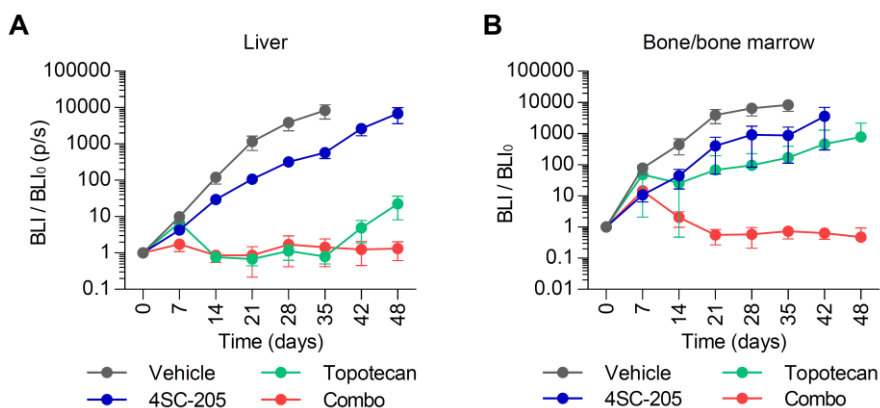 A
Liver
BLI / BLI₀ (p/s)
100000
10000
1000
100
10
1
0.1
0 7 14 21 28 35 42 48
Time (days)
Vehicle Topotecan
4SC-205 Combo
B
Bone/bone marrow
BLI / BLI₀
100000
10000
1000
100
10
1
0.1
0.01
0 7 14 21 28 35 42 48
Time (days)
Vehicle Topotecan
4SC-205 Combo